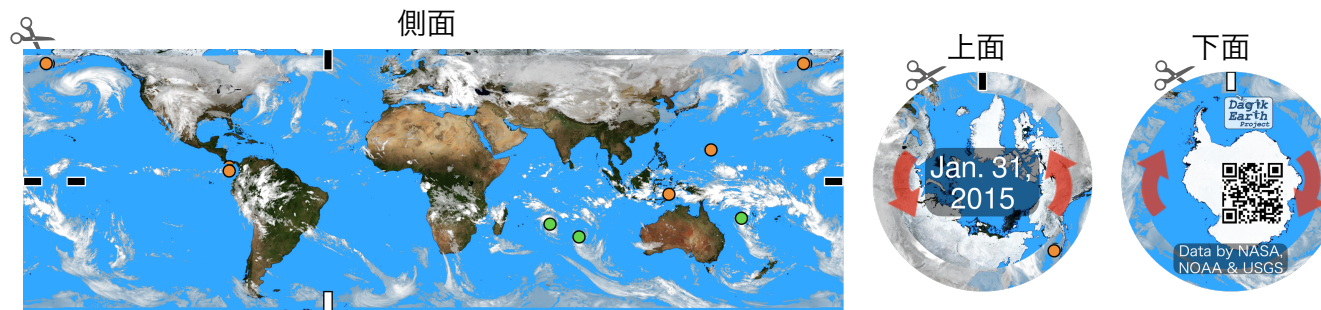 側面
上面
下面
Jan. 31,
2015
Dagik
Earth
Project
Data by NASA,
NOAA & USGS